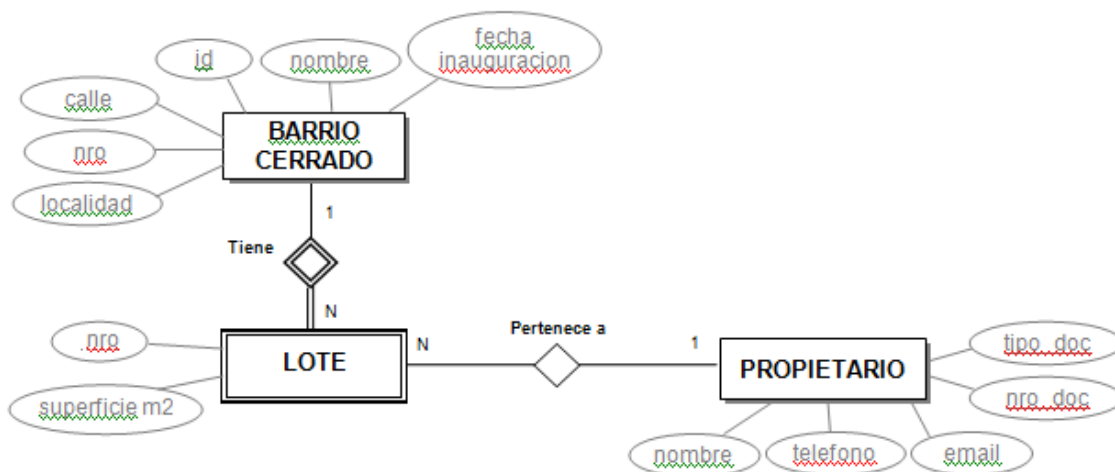 fecha
inauguracion
id
nombre
calle
BARRIO
CERRADO
nro
localidad
1
Tiene
N
.nro
LOTE
superficie m2
N
Pertenece a
1
PROPIETARIO
tipo_doc
nro_doc
nombre
telefono
email